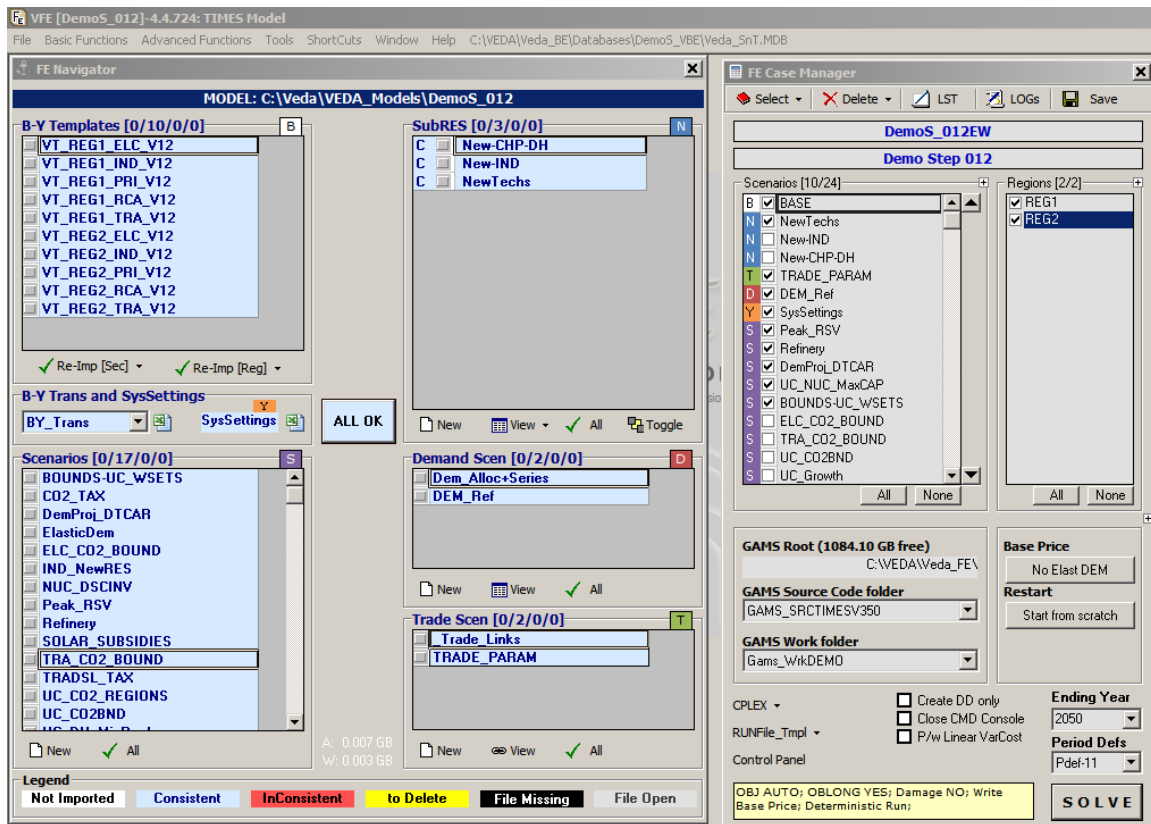 VFE [DemoS_012]-4.4.724: TIMES Model
File Basic Functions Advanced Functions Tools ShortCuts Window Help C:\VEDA\Veda_BE\Databases\DemoS_VBE\Veda_SnT.MDB
FE Navigator
MODEL: C:\Veda\VEDA_Models\DemoS_012
B-Y Templates [0/10/0/0] B
VT_REG1_ELC_V12
VT_REG1_IND_V12
VT_REG1_PRI_V12
VT_REG1_RCA_V12
VT_REG1_TRA_V12
VT_REG2_ELC_V12
VT_REG2_IND_V12
VT_REG2_PRI_V12
VT_REG2_RCA_V12
VT_REG2_TRA_V12
Re-Imp [Sec] Re-Imp [Reg]
SubRES [0/3/0/0] N
C New-CHP-DH
C New-IND
C NewTechs
New View All Toggle
B-Y Trans and SysSettings
Y
BY_Trans SysSettings
ALL OK
Scenarios [0/17/0/0] S
BOUNDS-UC_WSETS
CO2_TAX
DemProj_DTCAR
ElasticDem
ELC_CO2_BOUND
IND_NewRES
NUC_DSCINV
Peak_RSV
Refinery
SOLAR_SUBSIDIES
TRA_CO2_BOUND
TRADSL_TAX
UC_CO2_REGIONS
UC_CO2BND
New All
Demand Scen [0/2/0/0] D
Dem_Alloc+Series
DEM_Ref
New View All
Trade Scen [0/2/0/0] T
_Trade_Links
TRADE_PARAM
A: 0.007 GB
W: 0.003 GB
New View All
Legend
Not Imported Consistent InConsistent to Delete File Missing File Open
FE Case Manager
Select Delete LST LOGs Save
DemoS_012EW
Demo Step 012
Scenarios [10/24]
B BASE
N NewTechs
N New-IND
N New-CHP-DH
T TRADE_PARAM
D DEM_Ref
Y SysSettings
S Peak_RSV
S Refinery
S DemProj_DTCAR
S UC_NUC_MaxCAP
S BOUNDS-UC_WSETS
S ELC_CO2_BOUND
S TRA_CO2_BOUND
S UC_CO2BND
S UC_Growth
All None
Regions [2/2]
REG1
REG2
All None
GAMS Root (1084.10 GB free)
C:\VEDA\Veda_FE\
GAMS Source Code folder
GAMS_SRCTIMESV350
GAMS Work folder
Gams_WrkDEMO
Base Price
No Elast DEM
Restart
Start from scratch
CPLEX
RUNFile_Tmpl
Control Panel
Create DD only
Close CMD Console
P/w Linear VarCost
Ending Year
2050
Period Defs
Pdef-11
OBJ AUTO; OBLONG YES; Damage NO; Write
Base Price; Deterministic Run;
SOLVE